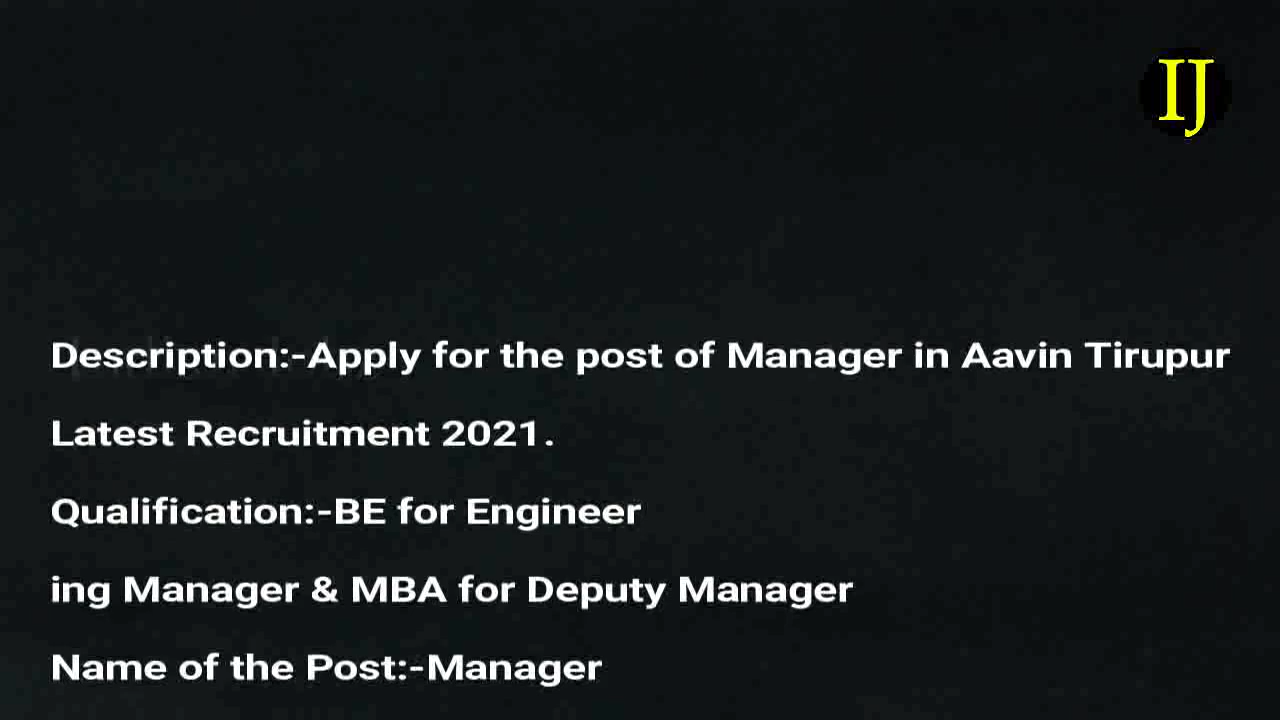 IJ
Description:-Apply for the post of Manager in Aavin Tirupur
Latest Recruitment 2021.
Qualification:-BE for Engineer
ing Manager & MBA for Deputy Manager
Name of the Post:-Manager